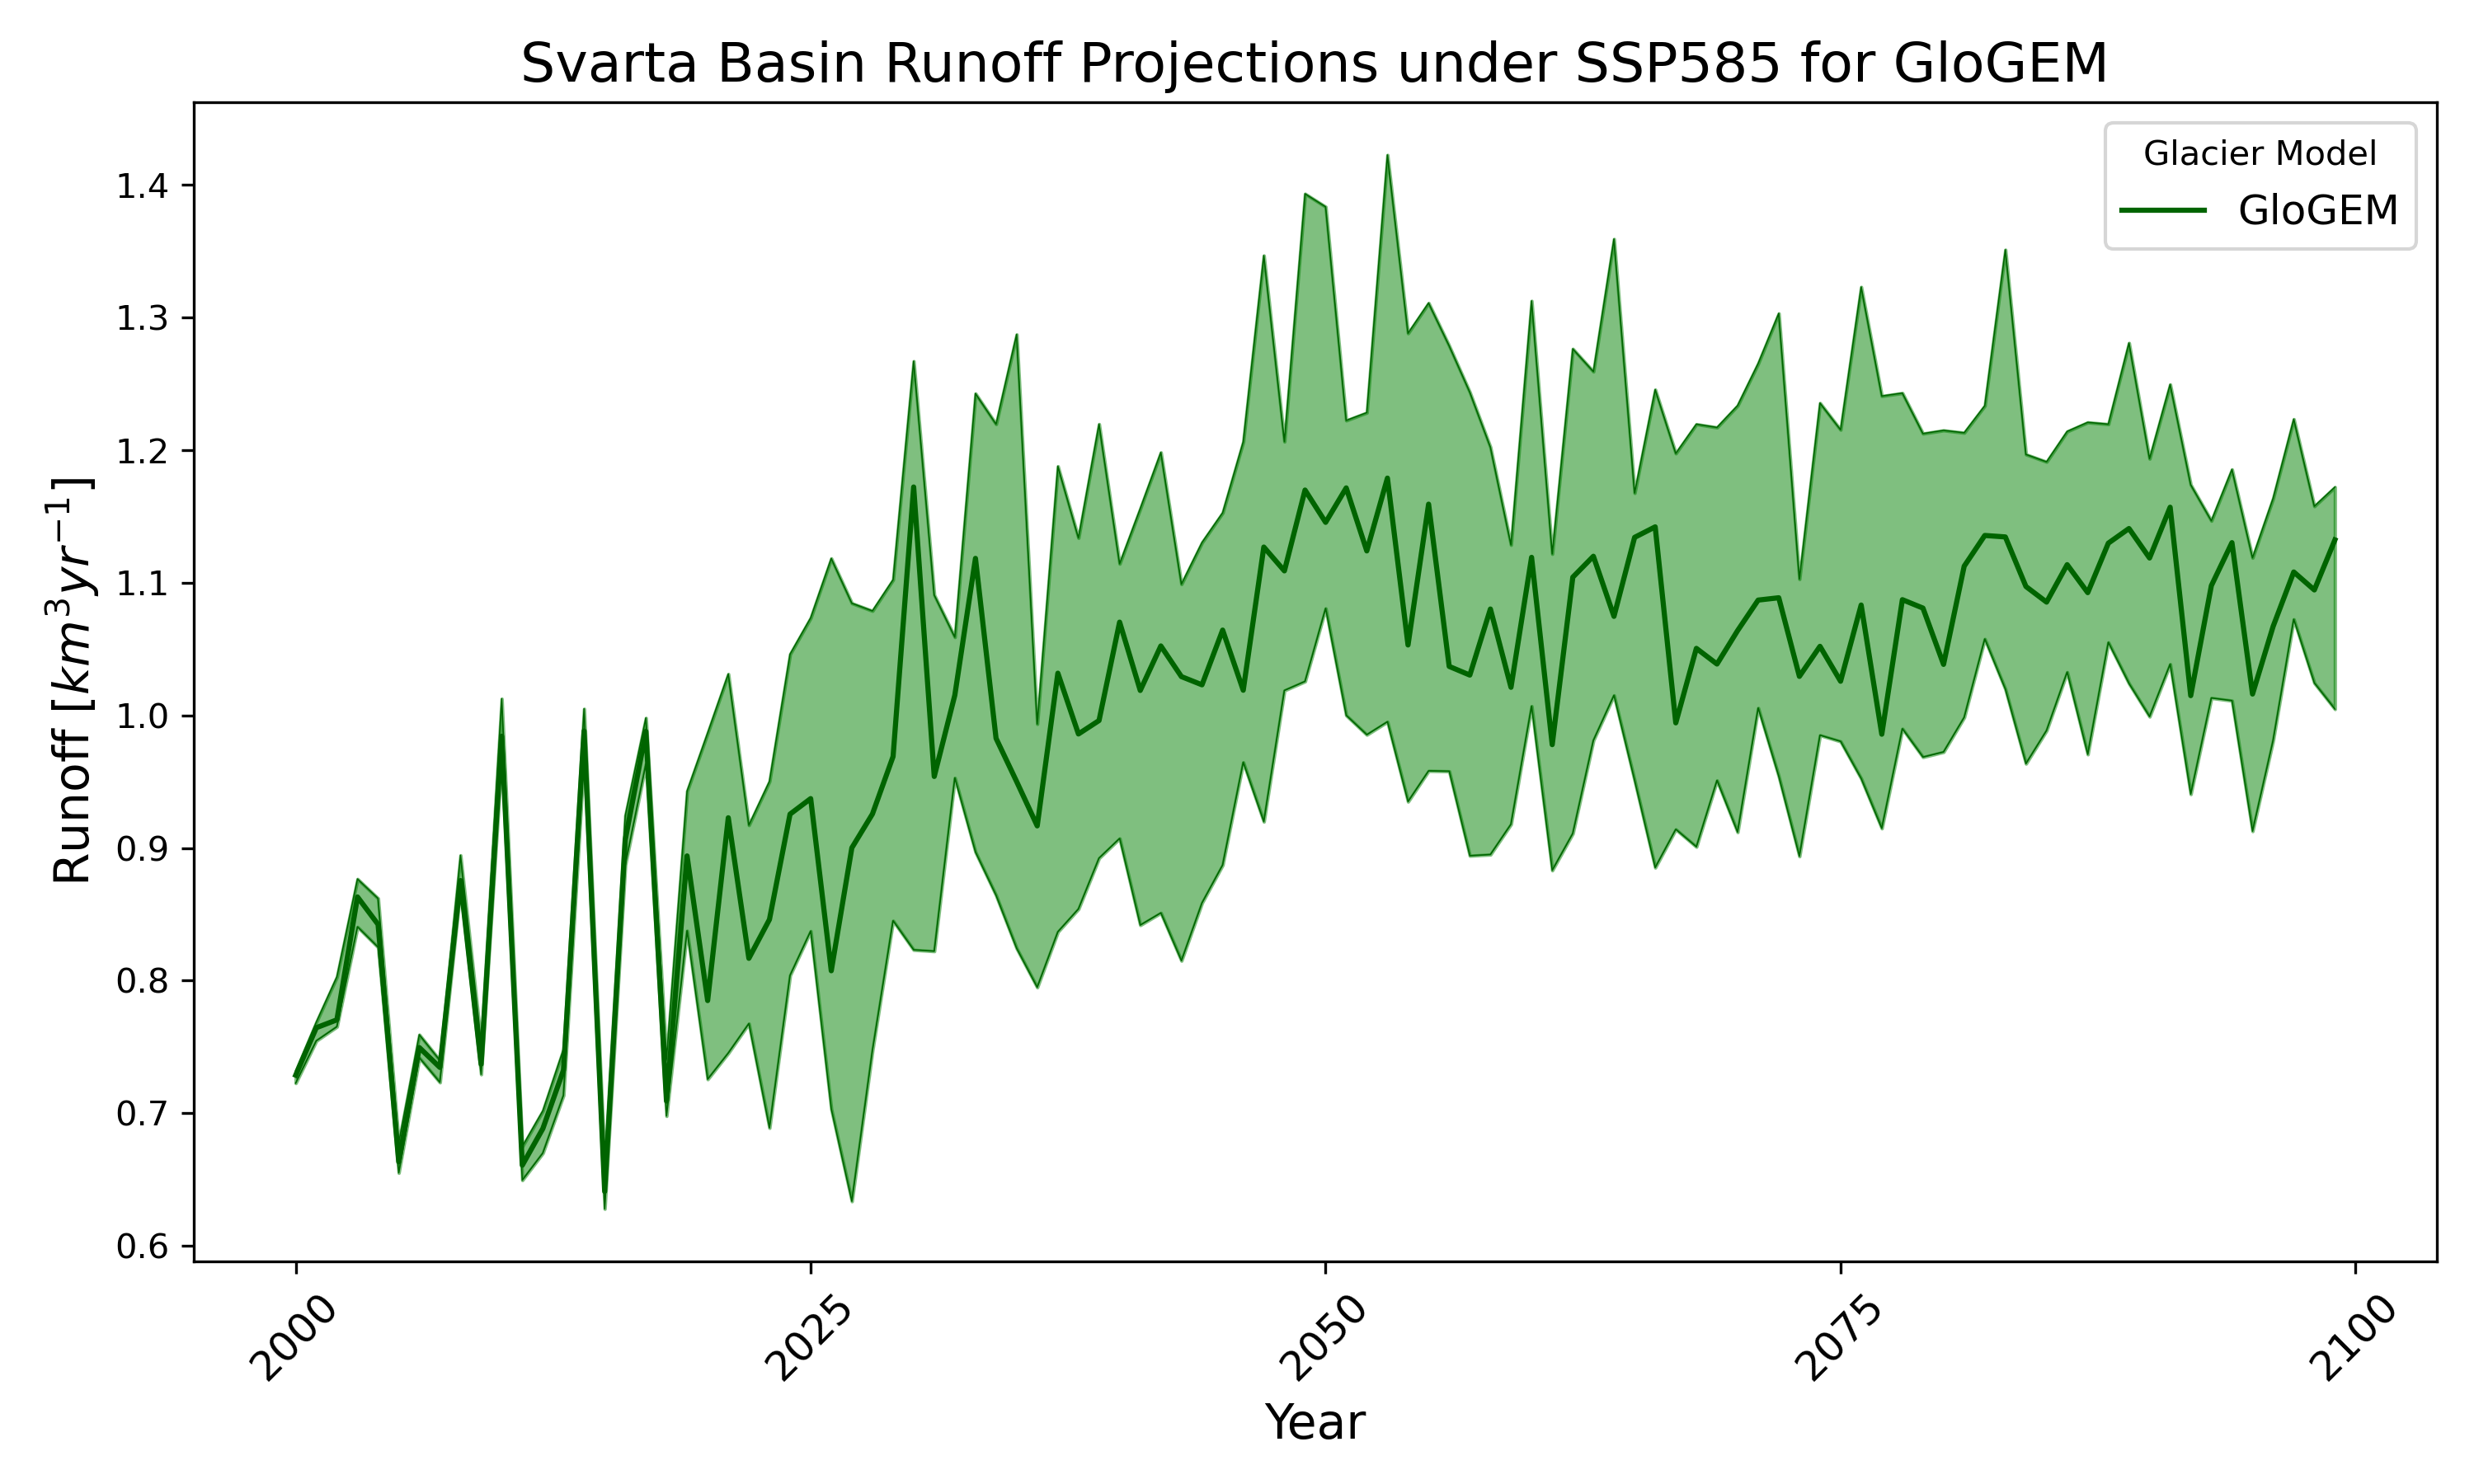 Svarta Basin Runoff Projections under SSP585 for GloGEM
Glacier Model
GloGEM
Runoff [km³yr⁻¹]
1.4
1.3
1.2
1.1
1.0
0.9
0.8
0.7
0.6
2000
2025
2050
2075
2100
Year